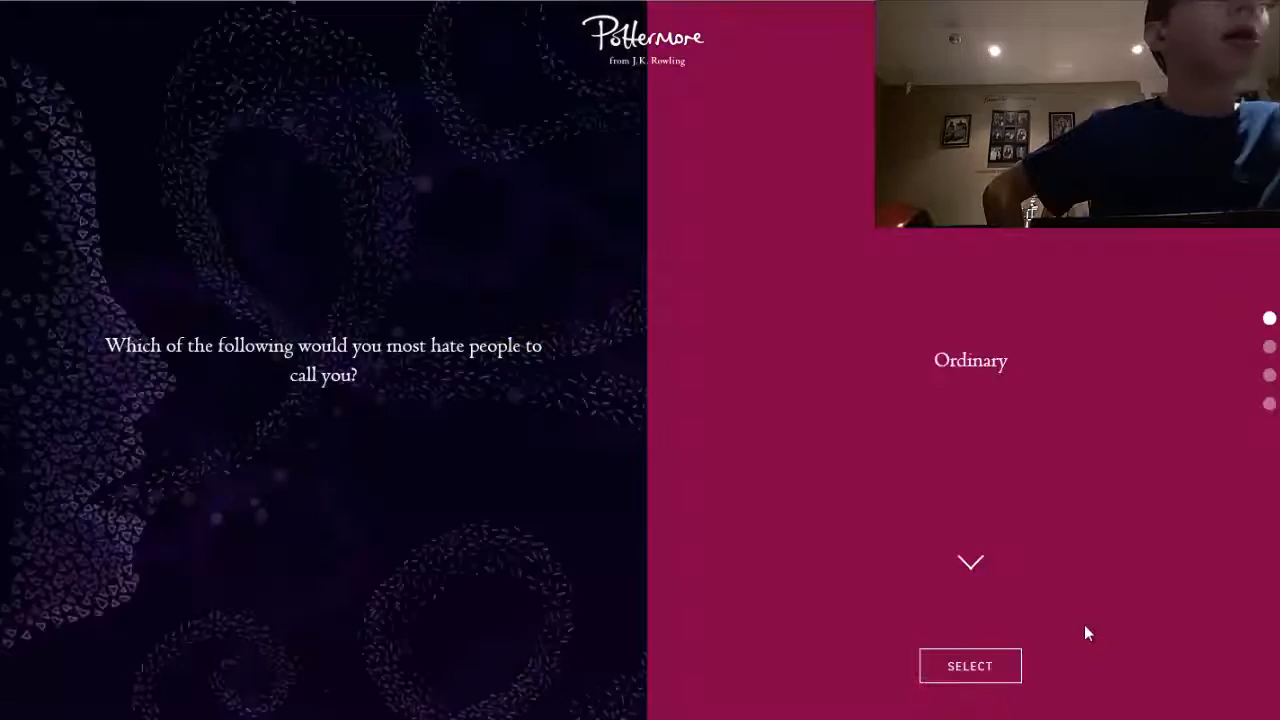 Pottermore
from J.K. Rowling
Which of the following would you most hate people to
call you?
Ordinary
SELECT